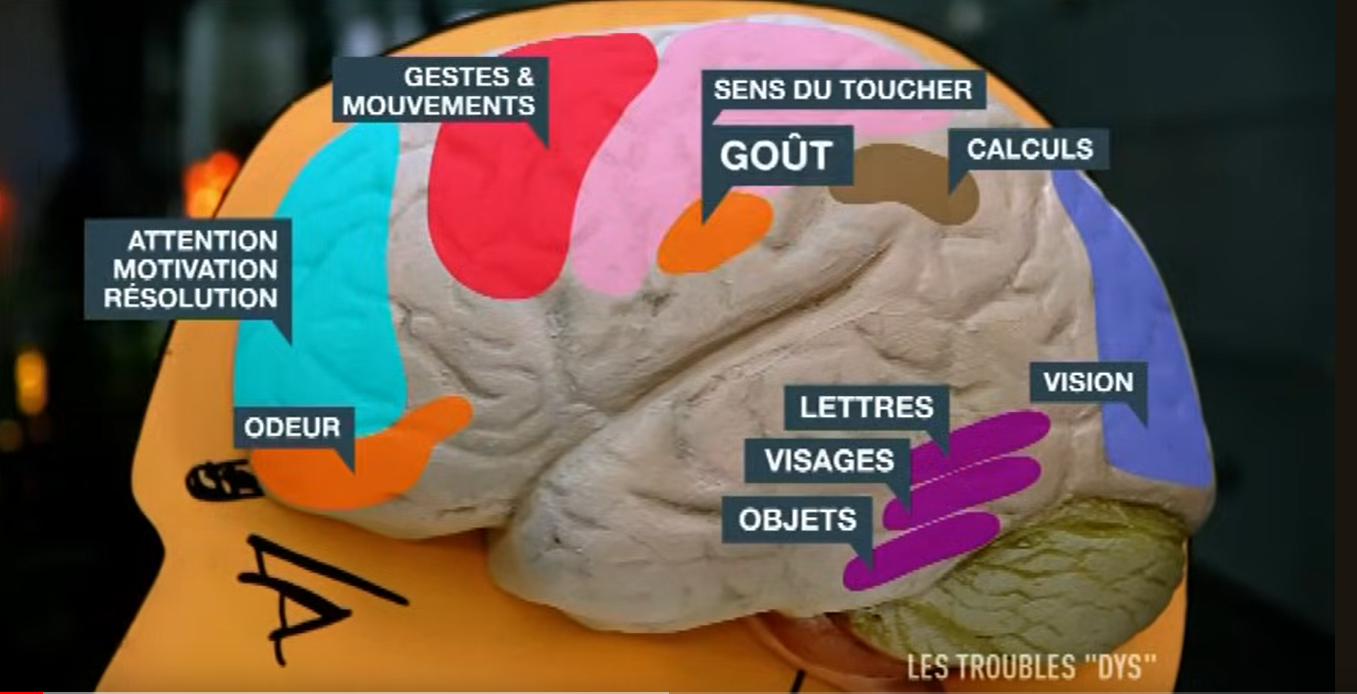 GESTES &
MOUVEMENTS
SENS DU TOUCHER
GOÛT
CALCULS
ATTENTION
MOTIVATION
RÉSOLUTION
VISION
LETTRES
ODEUR
VISAGES
OBJETS
LES TROUBLES "DYS"